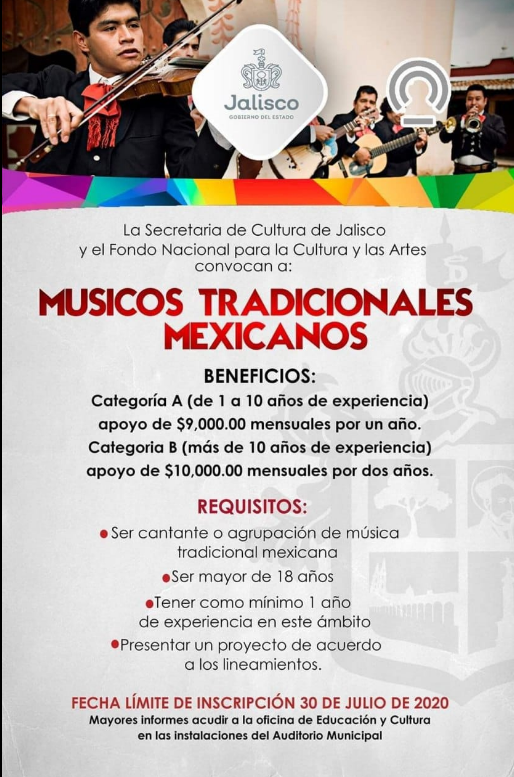 Jalisco
GOBIERNO DEL ESTADO
La Secretaria de Cultura de Jalisco
y el Fondo Nacional para la Cultura y las Artes
convocan a:
MUSICOS TRADICIONALES
MEXICANOS
BENEFICIOS:
Categoría A (de 1 a 10 años de experiencia)
apoyo de $9,000.00 mensuales por un año.
Categoria B (más de 10 años de experiencia)
apoyo de $10,000.00 mensuales por dos años.
REQUISITOS:
●Ser cantante o agrupación de música
tradicional mexicana
●Ser mayor de 18 años
●Tener como mínimo 1 año
de experiencia en este ámbito
●Presentar un proyecto de acuerdo
a los lineamientos.
FECHA LÍMITE DE INSCRIPCIÓN 30 DE JULIO DE 2020
Mayores informes acudir a la oficina de Educación y Cultura
en las instalaciones del Auditorio Municipal